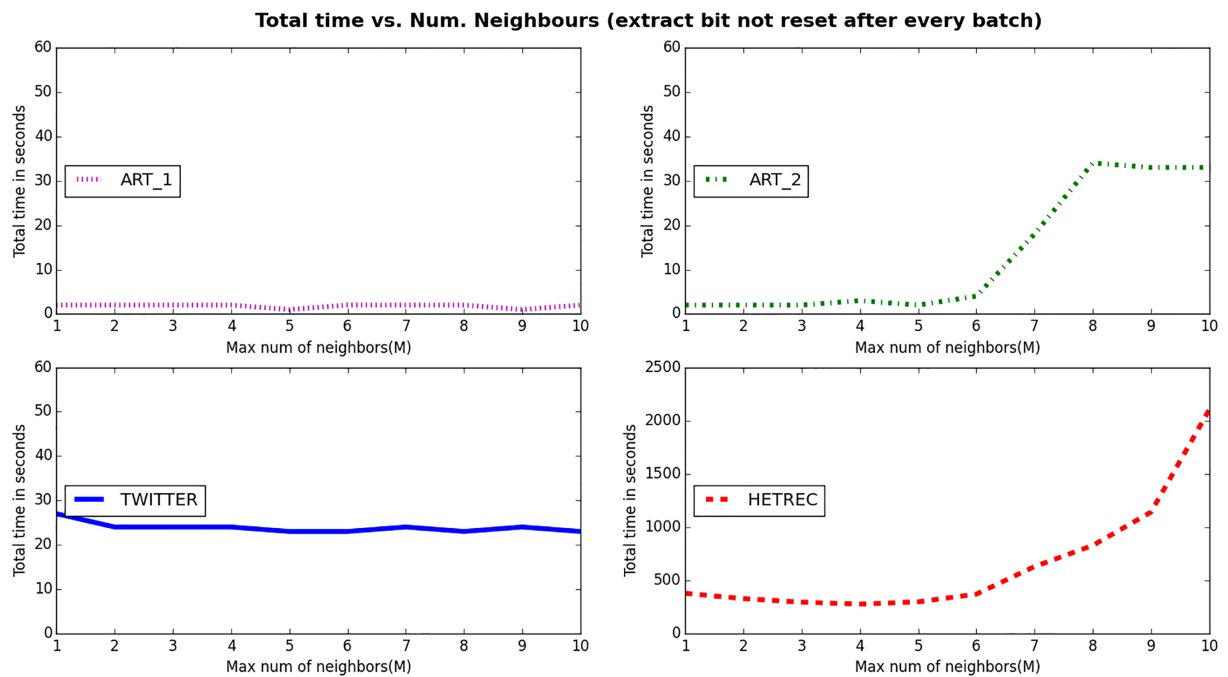 Total time vs. Num. Neighbours (extract bit not reset after every batch)
60
50
40
30
20
10
0
Total time in seconds
ART_1
1 2 3 4 5 6 7 8 9 10
Max num of neighbors(M)
60
50
40
30
20
10
0
Total time in seconds
ART_2
1 2 3 4 5 6 7 8 9 10
Max num of neighbors(M)
60
50
40
30
20
10
0
Total time in seconds
TWITTER
1 2 3 4 5 6 7 8 9 10
Max num of neighbors(M)
2500
2000
1500
1000
500
0
Total time in seconds
HETREC
1 2 3 4 5 6 7 8 9 10
Max num of neighbors(M)